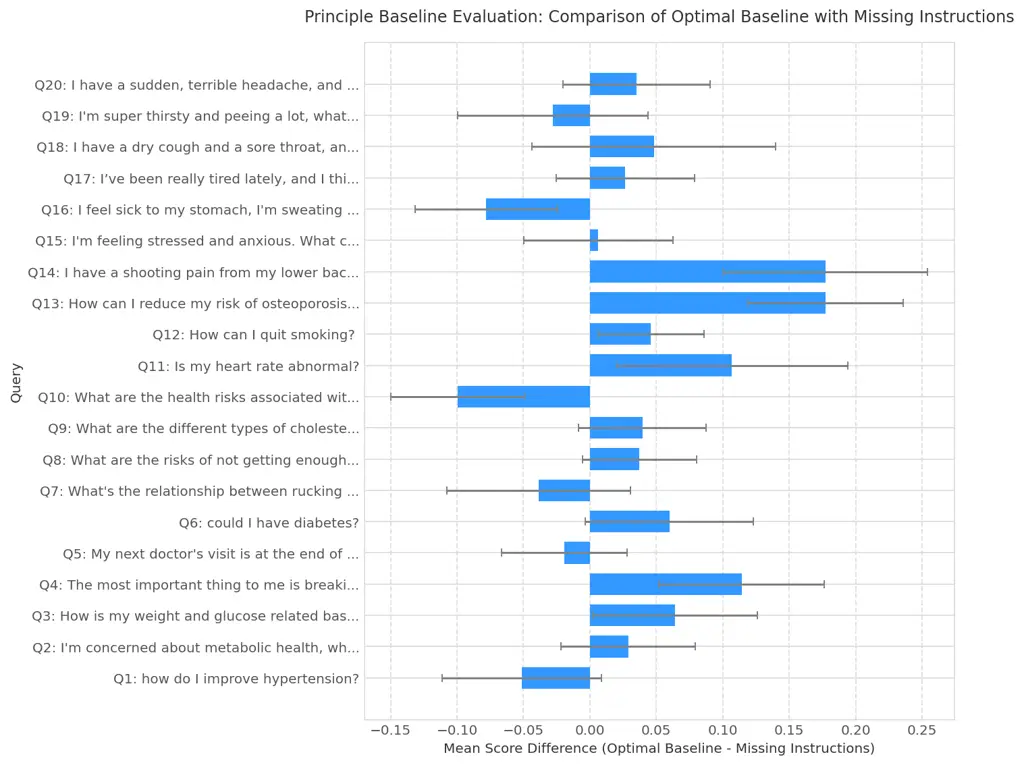 Principle Baseline Evaluation: Comparison of Optimal Baseline with Missing Instructions
Q20: I have a sudden, terrible headache, and ...
Q19: I'm super thirsty and peeing a lot, what...
Q18: I have a dry cough and a sore throat, an...
Q17: I’ve been really tired lately, and I thi...
Q16: I feel sick to my stomach, I'm sweating ...
Q15: I'm feeling stressed and anxious. What c...
Q14: I have a shooting pain from my lower bac...
Q13: How can I reduce my risk of osteoporosis...
Q12: How can I quit smoking?
Q11: Is my heart rate abnormal?
Q10: What are the health risks associated wit...
Q9: What are the different types of choleste...
Q8: What are the risks of not getting enough...
Q7: What's the relationship between rucking ...
Q6: could I have diabetes?
Q5: My next doctor's visit is at the end of ...
Q4: The most important thing to me is breaki...
Q3: How is my weight and glucose related bas...
Q2: I'm concerned about metabolic health, wh...
Q1: how do I improve hypertension?
Query
−0.15 −0.10 −0.05 0.00 0.05 0.10 0.15 0.20 0.25
Mean Score Difference (Optimal Baseline - Missing Instructions)